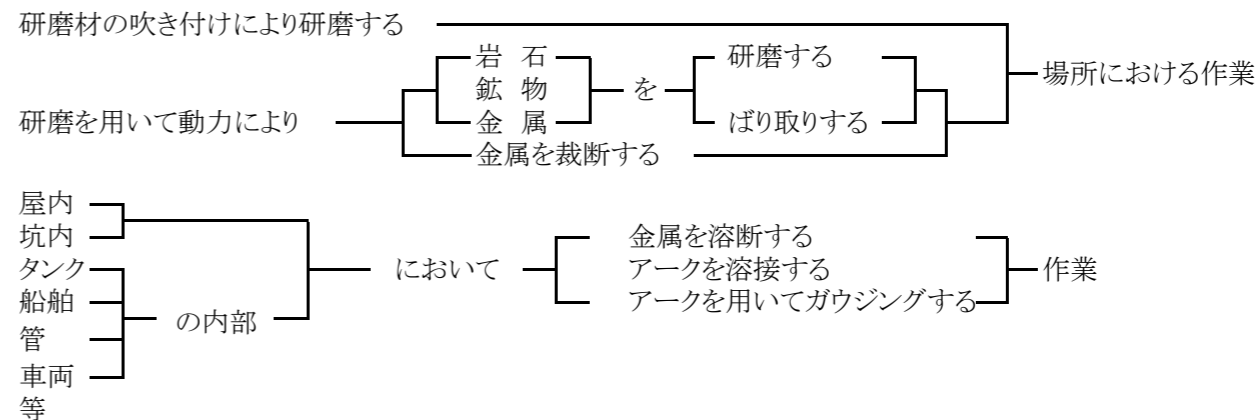 研磨材の吹き付けにより研磨する
岩 石
鉱 物
金 属
を
研磨する
ばり取りする
場所における作業
研磨を用いて動力により
金属を裁断する
屋内
坑内
タンク
船舶
管
車両
等
の内部
において
金属を溶断する
アークを溶接する
アークを用いてガウジングする
作業